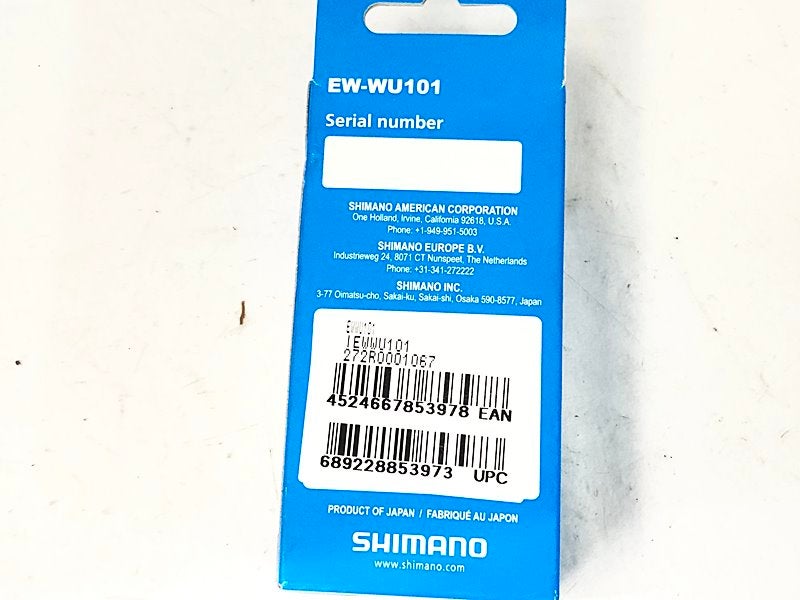 EW-WU101
Serial number
SHIMANO AMERICAN CORPORATION
One Holland, Irvine, California 92618, U.S.A.
Phone: +1-949-951-5003
SHIMANO EUROPE B.V.
Industrieweg 24, 8071 CT Nunspeet, The Netherlands
Phone: +31-341-272222
SHIMANO INC.
3-77 Oimatsu-cho, Sakai-ku, Sakai-shi, Osaka 590-8577, Japan
EWWU101
IEWWU101
272R0001067
4524667853978 EAN
689228853973 UPC
PRODUCT OF JAPAN / FABRIQUÉ AU JAPON
SHIMANO
www.shimano.com